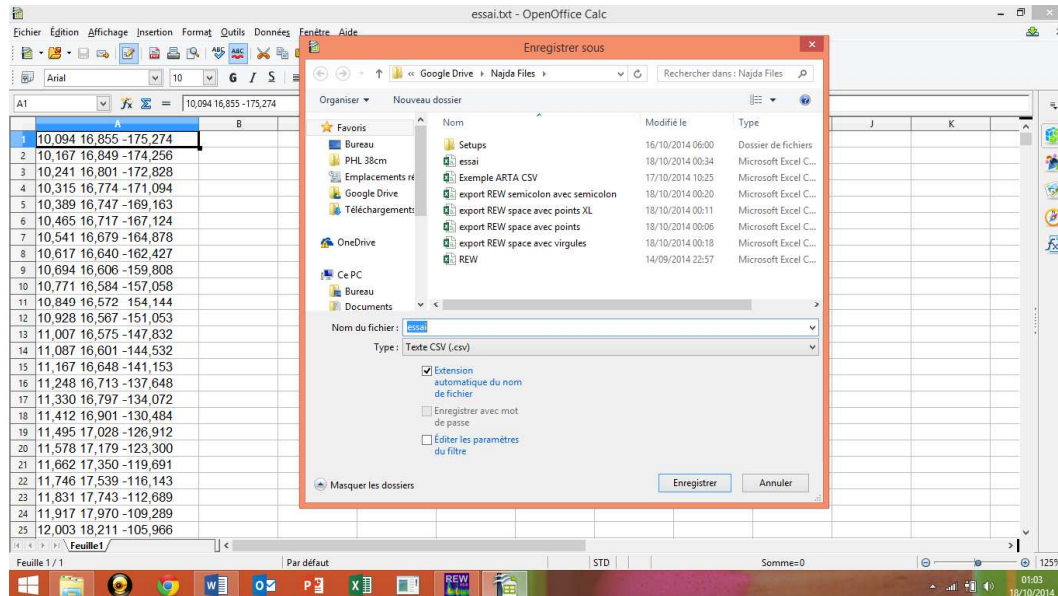 essai.txt - OpenOffice Calc
Fichier Édition Affichage Insertion Format Outils Données Fenêtre Aide
Arial 10 G I S
A1 = 10,094 16,855 -175,274
A B J K
1 10,094 16,855 -175,274
2 10,167 16,849 -174,256
3 10,241 16,801 -172,828
4 10,315 16,774 -171,094
5 10,389 16,747 -169,163
6 10,465 16,717 -167,124
7 10,541 16,679 -164,878
8 10,617 16,640 -162,427
9 10,694 16,606 -159,808
10 10,771 16,584 -157,058
11 10,849 16,572 154,144
12 10,928 16,567 -151,053
13 11,007 16,575 -147,832
14 11,087 16,601 -144,532
15 11,167 16,648 -141,153
16 11,248 16,713 -137,648
17 11,330 16,797 -134,072
18 11,412 16,901 -130,484
19 11,495 17,028 -126,912
20 11,578 17,179 -123,300
21 11,662 17,350 -119,691
22 11,746 17,539 -116,143
23 11,831 17,743 -112,689
24 11,917 17,970 -109,289
25 12,003 18,211 -105,966
Enregistrer sous
« Google Drive Najda Files Rechercher dans : Najda Files
Organiser Nouveau dossier
Favoris
Bureau
PHL 38cm
Emplacements ré
Google Drive
Téléchargements
OneDrive
Ce PC
Bureau
Documents
Nom Modifié le Type
Setups 16/10/2014 06:00 Dossier de fichiers
essai 18/10/2014 00:34 Microsoft Excel C...
Exemple ARTA CSV 17/10/2014 10:25 Microsoft Excel C...
export REW semicolon avec semicolon 18/10/2014 00:20 Microsoft Excel C...
export REW space avec points XL 18/10/2014 00:11 Microsoft Excel C...
export REW space avec points 18/10/2014 00:06 Microsoft Excel C...
export REW space avec virgules 18/10/2014 00:18 Microsoft Excel C...
REW 14/09/2014 22:57 Microsoft Excel C...
Nom du fichier : essai
Type : Texte CSV (.csv)
Extension
automatique du nom
de fichier
Enregistrer avec mot
de passe
Éditer les paramètres
du filtre
Masquer les dossiers Enregistrer Annuler
Feuille1
Feuille 1 / 1 Par défaut STD Somme=0 125%
REW
01:03
18/10/2014